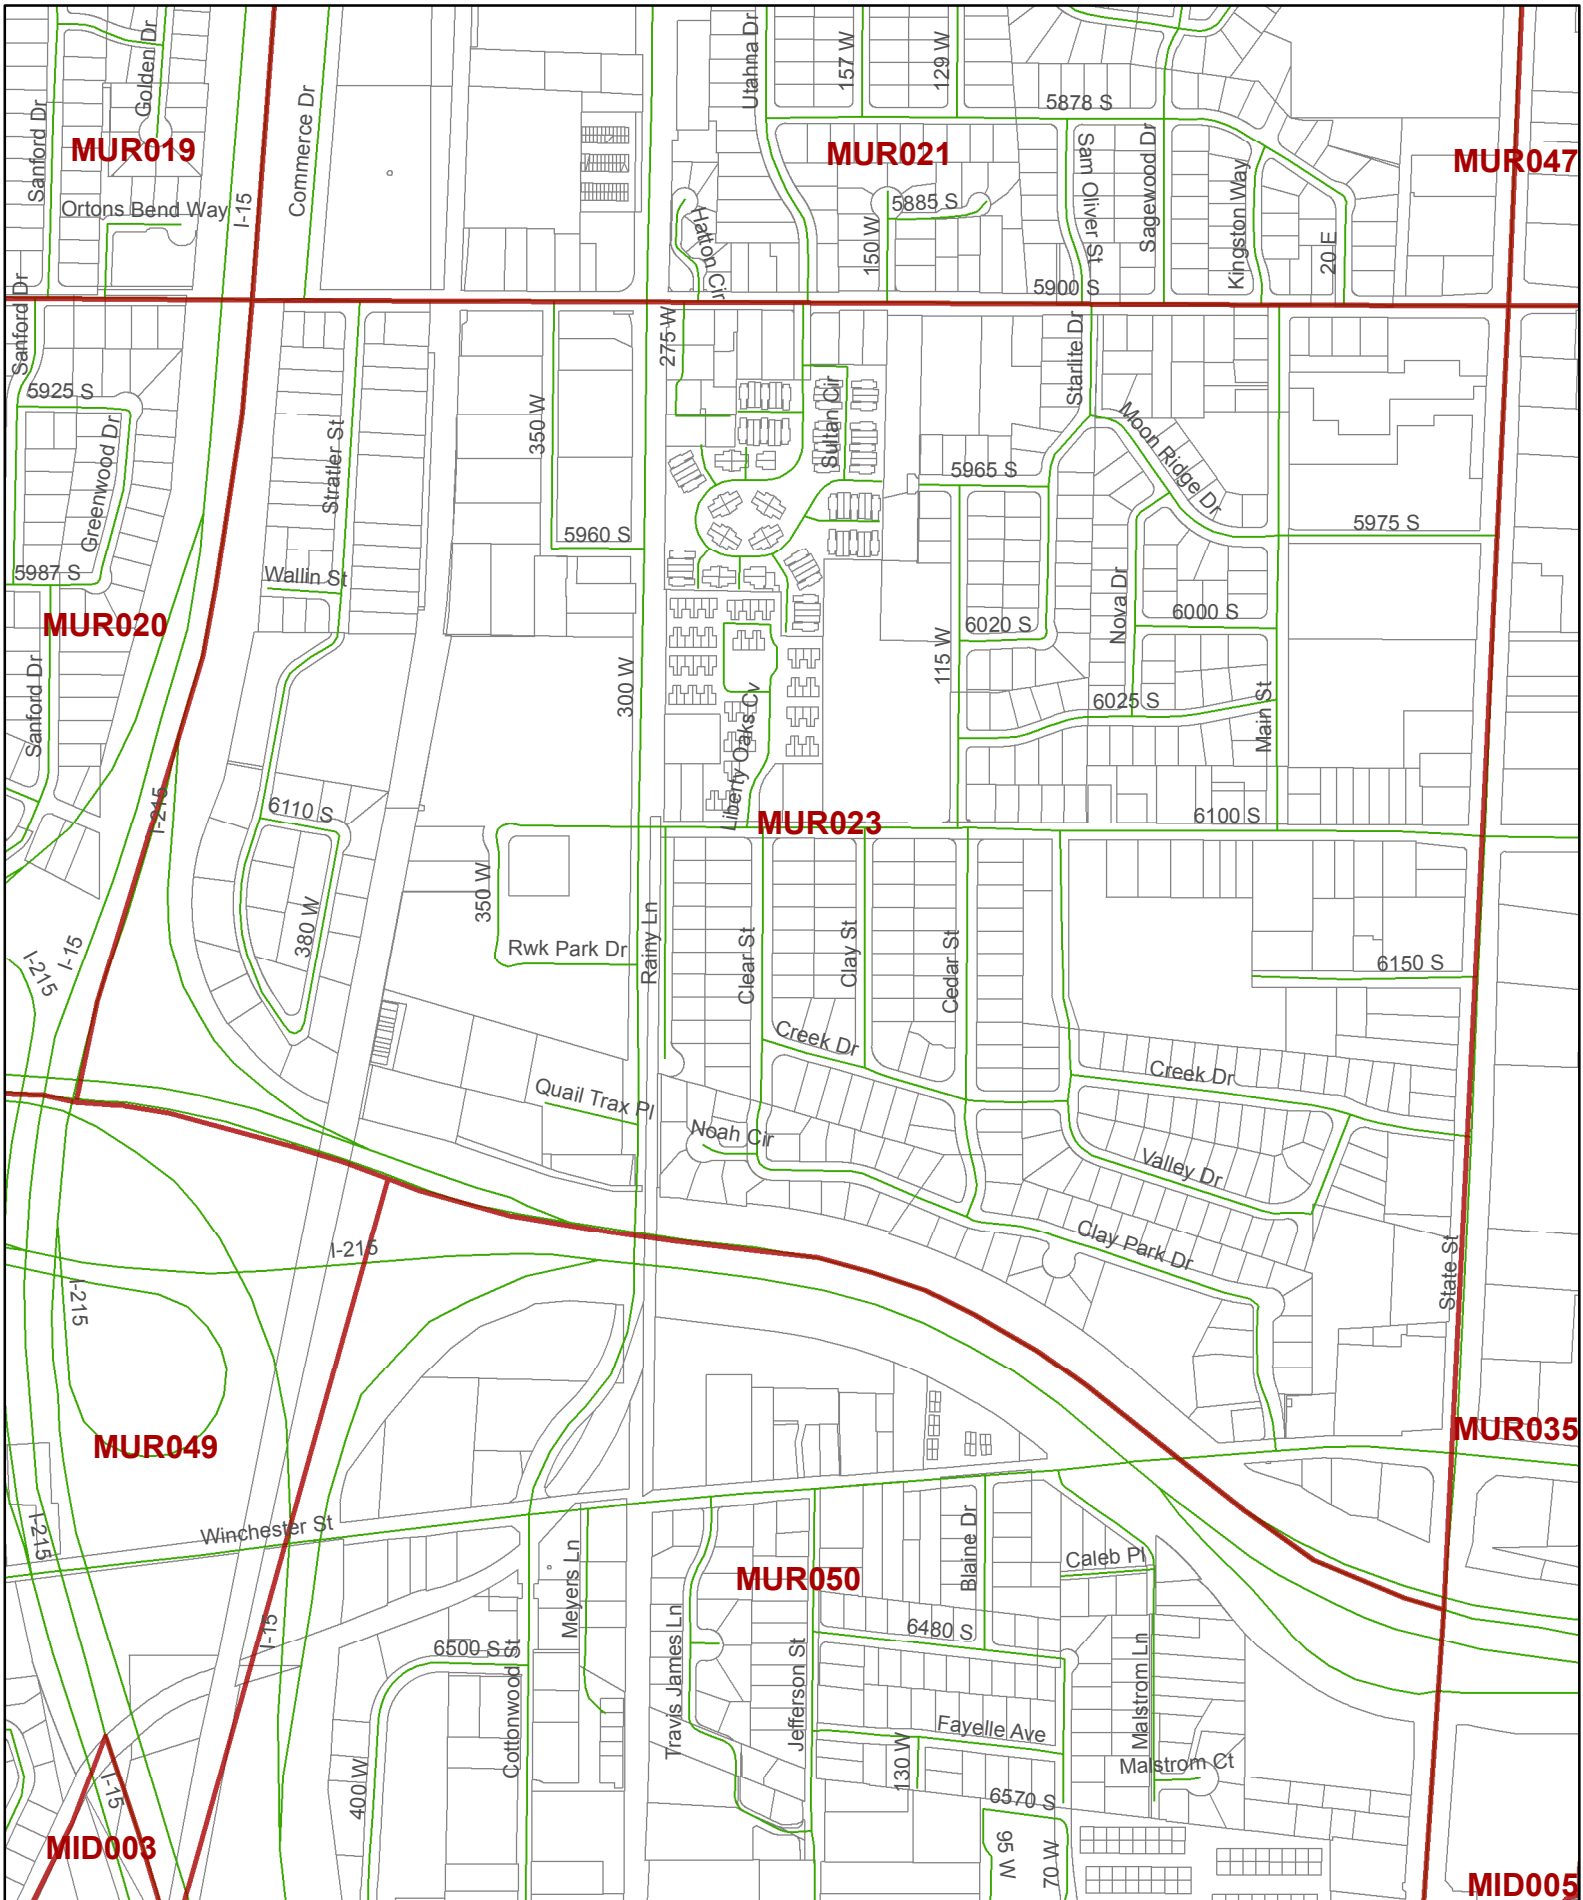 Golden Dr
Sanford Dr
MUR019
Ortons Bend Way
I-15
Commerce Dr
Utahna Dr
157 W
129 W
5878 S
MUR021
Sam Oliver St
Sagewood Dr
Kingston Way
MUR047
Hatton Cir
5885 S
150 W
20 E
5900 S
Sanford Dr
5925 S
Greenwood Dr
5987 S
MUR020
Sanford Dr
Stratler St
Wallin St
350 W
5960 S
275 W
Sultan Cir
Starlite Dr
Moon Ridge Dr
5965 S
5975 S
Nova Dr
6000 S
6020 S
115 W
6025 S
Main St
300 W
Liberty Oaks Cv
I-215
6110 S
380 W
MUR023
6100 S
350 W
Rwk Park Dr
Rainy Ln
Clear St
Clay St
Cedar St
6150 S
I-215
I-15
Creek Dr
Creek Dr
Quail Trax Pl
Noah Cir
Valley Dr
Clay Park Dr
State St
I-215
I-215
MUR049
MUR035
I-215
Winchester St
Meyers Ln
MUR050
Blaine Dr
Caleb Pl
I-15
6500 S
Cottonwood St
Travis James Ln
Jefferson St
6480 S
Malstrom Ln
Fayelle Ave
130 W
Malstrom Ct
400 W
I-15
6570 S
95 W
70 W
MID003
MID005